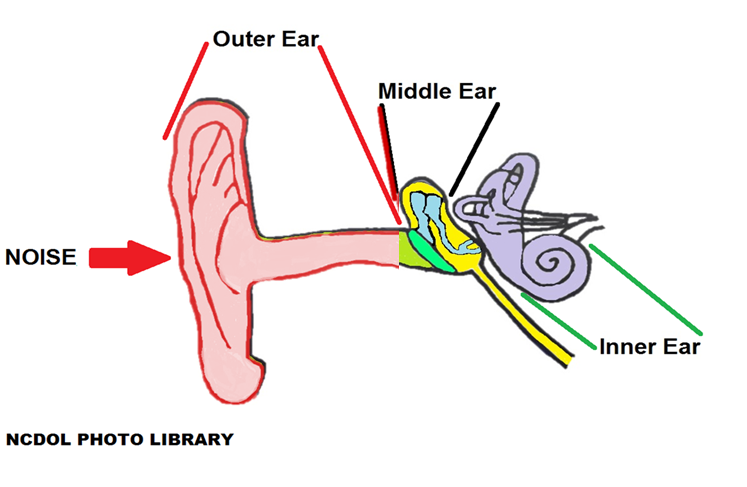 Outer Ear
Middle Ear
NOISE
Inner Ear
NCDOL PHOTO LIBRARY